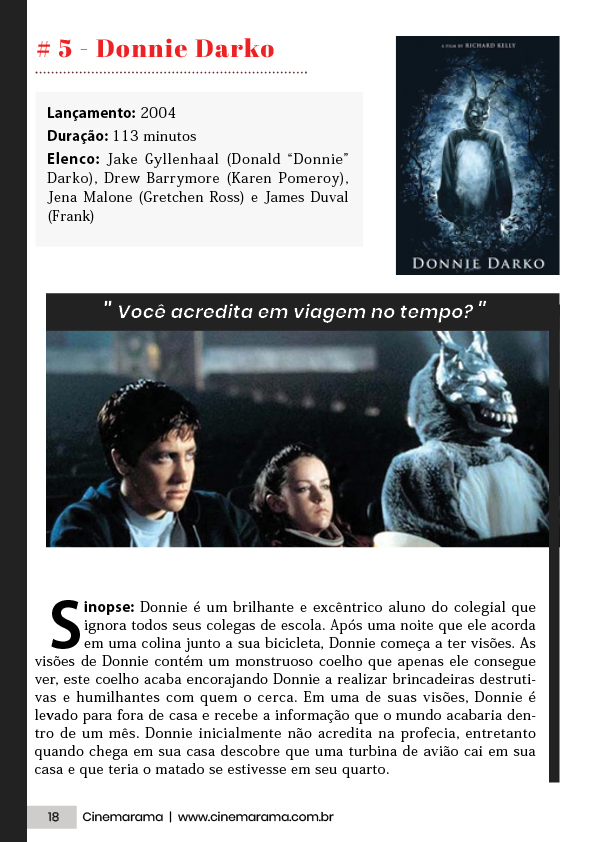 # 5 - Donnie Darko
Lançamento: 2004
Duração: 113 minutos
Elenco: Jake Gyllenhaal (Donald “Donnie”
Darko), Drew Barrymore (Karen Pomeroy),
Jena Malone (Gretchen Ross) e James Duval
(Frank)
A FILM BY RICHARD KELLY
DONNIE DARKO
" Você acredita em viagem no tempo? "
Sinopse: Donnie é um brilhante e excêntrico aluno do colegial que
ignora todos seus colegas de escola. Após uma noite que ele acorda
em uma colina junto a sua bicicleta, Donnie começa a ter visões. As
visões de Donnie contém um monstruoso coelho que apenas ele consegue
ver, este coelho acaba encorajando Donnie a realizar brincadeiras destruti-
vas e humilhantes com quem o cerca. Em uma de suas visões, Donnie é
levado para fora de casa e recebe a informação que o mundo acabaria den-
tro de um mês. Donnie inicialmente não acredita na profecia, entretanto
quando chega em sua casa descobre que uma turbina de avião cai em sua
casa e que teria o matado se estivesse em seu quarto.
18 Cinemarama | www.cinemarama.com.br